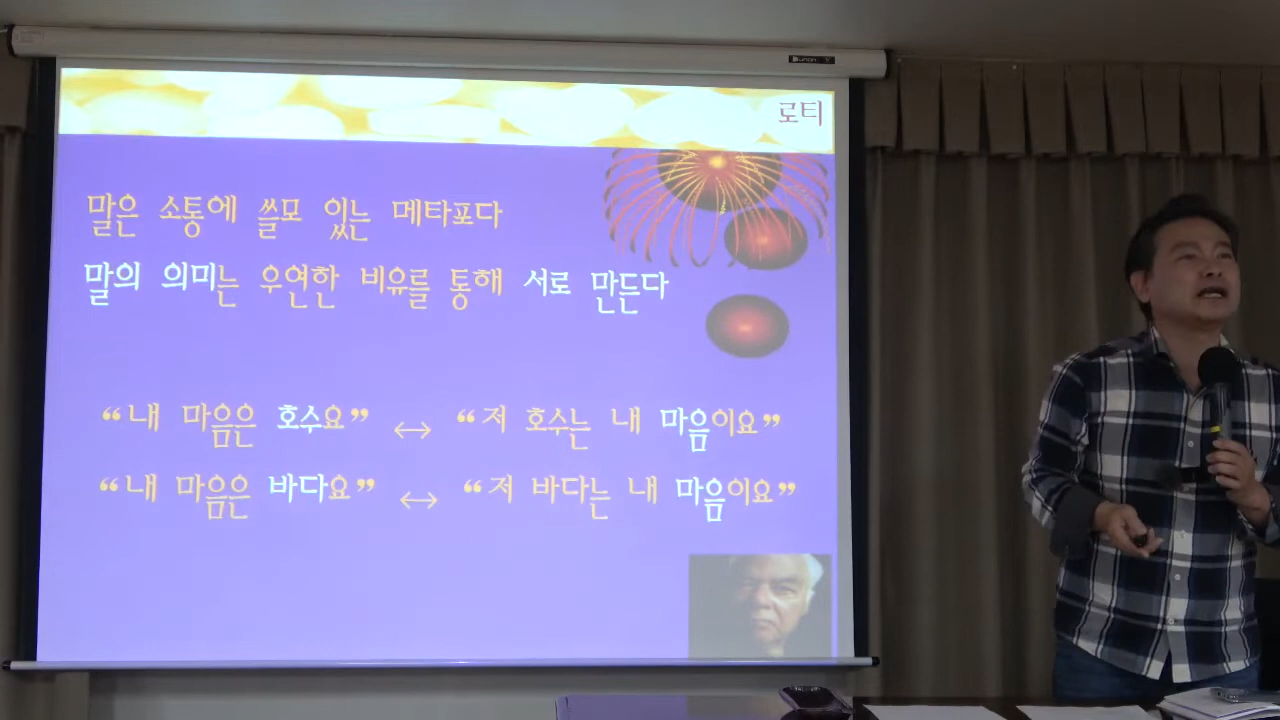 로티
말은 소통에 쓸모 있는 메타포다
말의 의미는 우연한 비유를 통해 서로 만든다
“내 마음은 호수요” ↔ “저 호수는 내 마음이요”
“내 마음은 바다요” ↔ “저 바다는 내 마음이요”